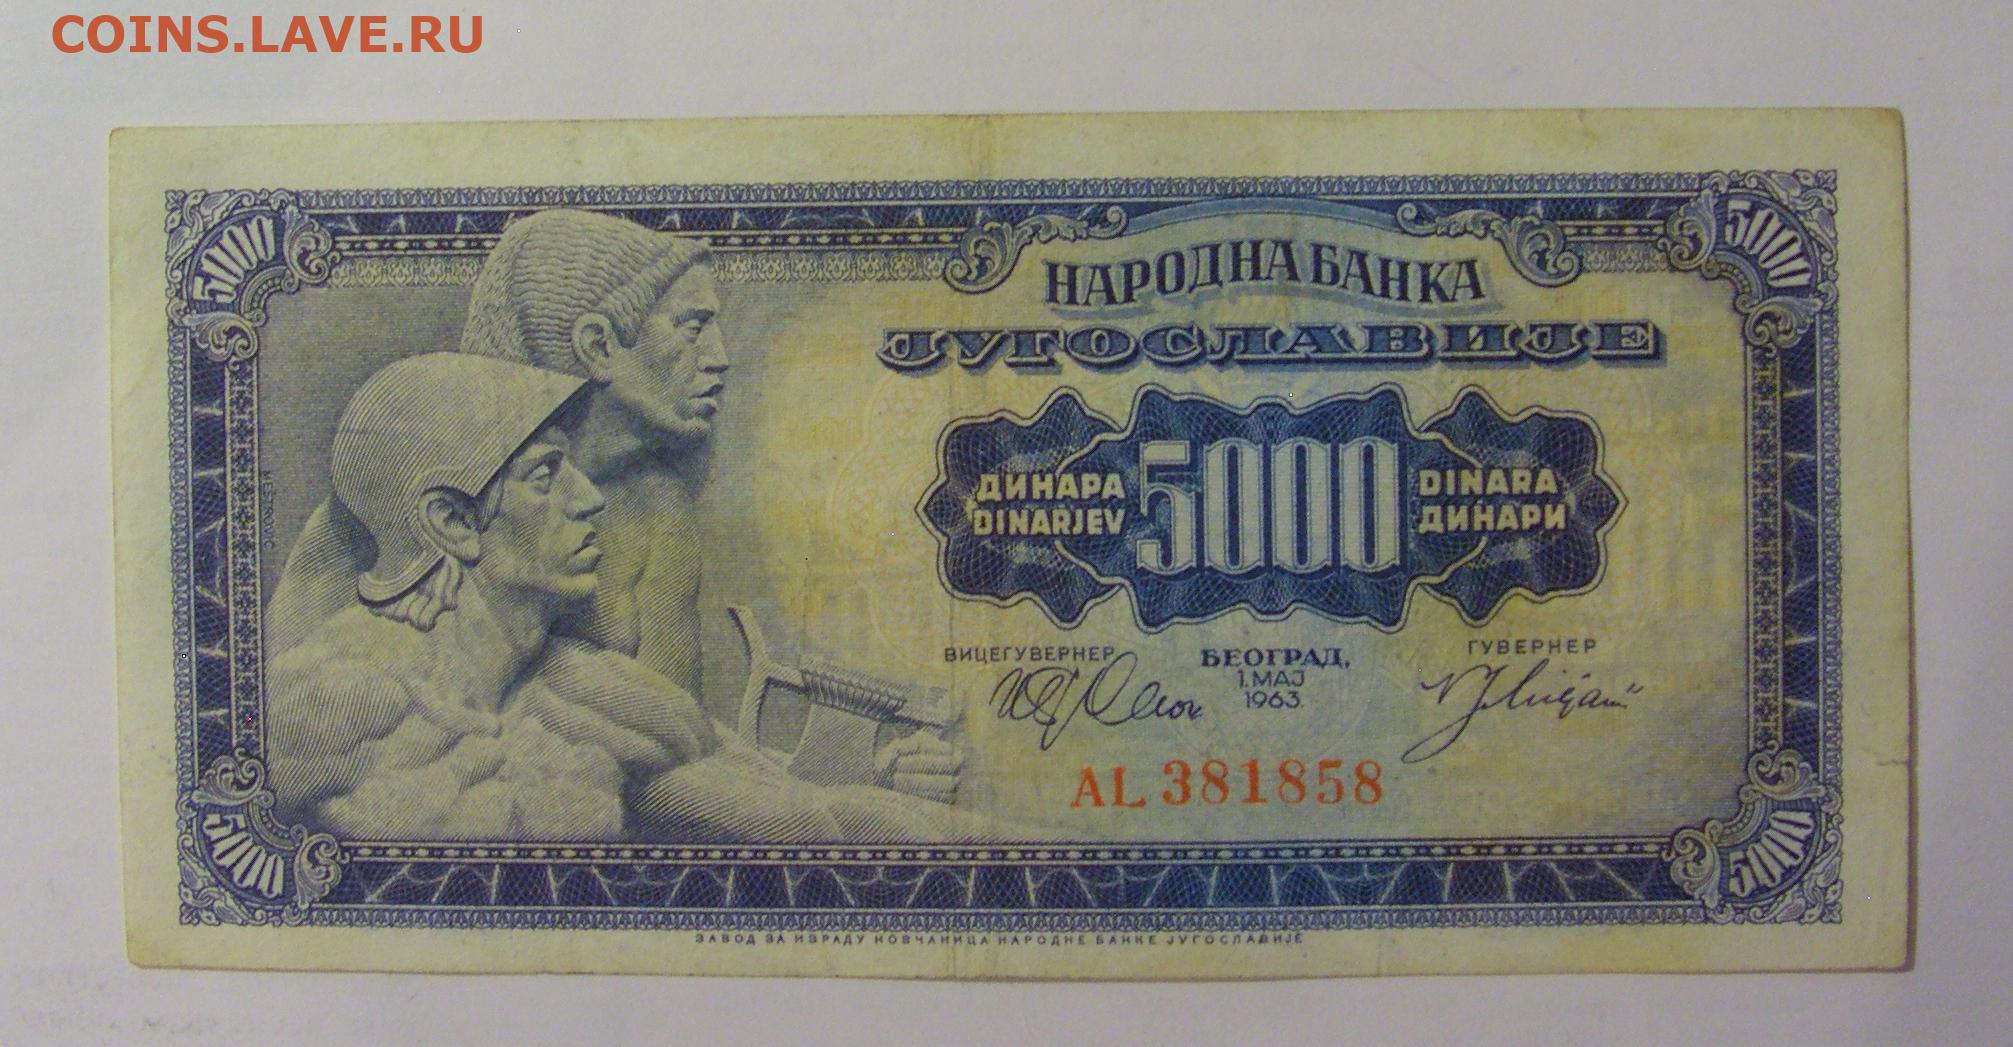 COINS.LAVE.RU
5000
5000
НАРОДНА БАНКА
ЈУГОСЛАВИЈЕ
ДИНАРА
DINARJEV
5000
DINARA
ДИНАРИ
MEŠTROVIĆ
ВИЦЕГУВЕРНЕР
БЕОГРАД,
1. МАЈ
1963.
ГУВЕРНЕР
AL 381858
5000
5000
ЗАВОД ЗА ИЗРАДУ НОВЧАНИЦА НАРОДНЕ БАНКЕ ЈУГОСЛАВИЈЕ